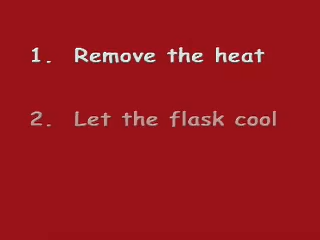 1. Remove the heat
2. Let the flask cool